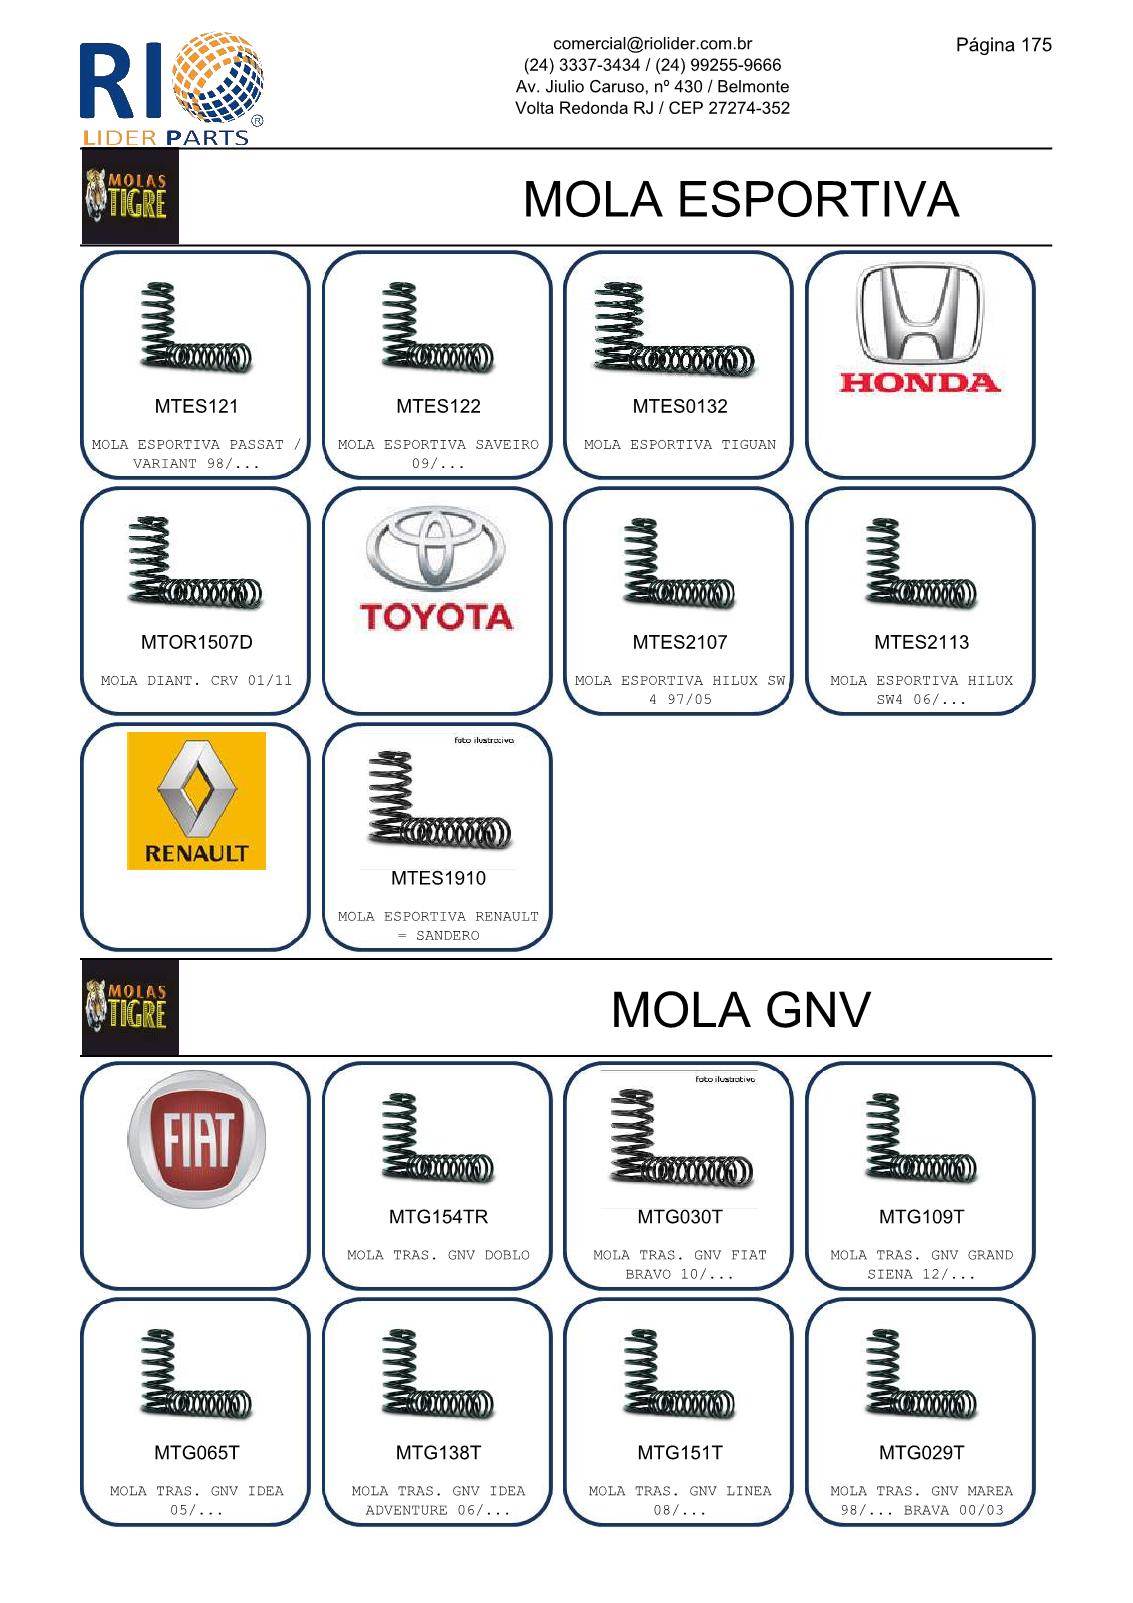 RIO
LIDER PARTS ®
comercial@riolider.com.br
(24) 3337-3434 / (24) 99255-9666
Av. Jiulio Caruso, nº 430 / Belmonte
Volta Redonda RJ / CEP 27274-352
Página 175
MOLAS
TIGRE
MOLA ESPORTIVA
MTES121
MOLA ESPORTIVA PASSAT /
VARIANT 98/...
MTES122
MOLA ESPORTIVA SAVEIRO
09/...
MTES0132
MOLA ESPORTIVA TIGUAN
HONDA
MTOR1507D
MOLA DIANT. CRV 01/11
TOYOTA
MTES2107
MOLA ESPORTIVA HILUX SW
4 97/05
MTES2113
MOLA ESPORTIVA HILUX
SW4 06/...
RENAULT
foto ilustrativa
MTES1910
MOLA ESPORTIVA RENAULT
= SANDERO
MOLAS
TIGRE
MOLA GNV
FIAT
MTG154TR
MOLA TRAS. GNV DOBLO
foto ilustrativa
MTG030T
MOLA TRAS. GNV FIAT
BRAVO 10/...
MTG109T
MOLA TRAS. GNV GRAND
SIENA 12/...
MTG065T
MOLA TRAS. GNV IDEA
05/...
MTG138T
MOLA TRAS. GNV IDEA
ADVENTURE 06/...
MTG151T
MOLA TRAS. GNV LINEA
08/...
MTG029T
MOLA TRAS. GNV MAREA
98/... BRAVA 00/03